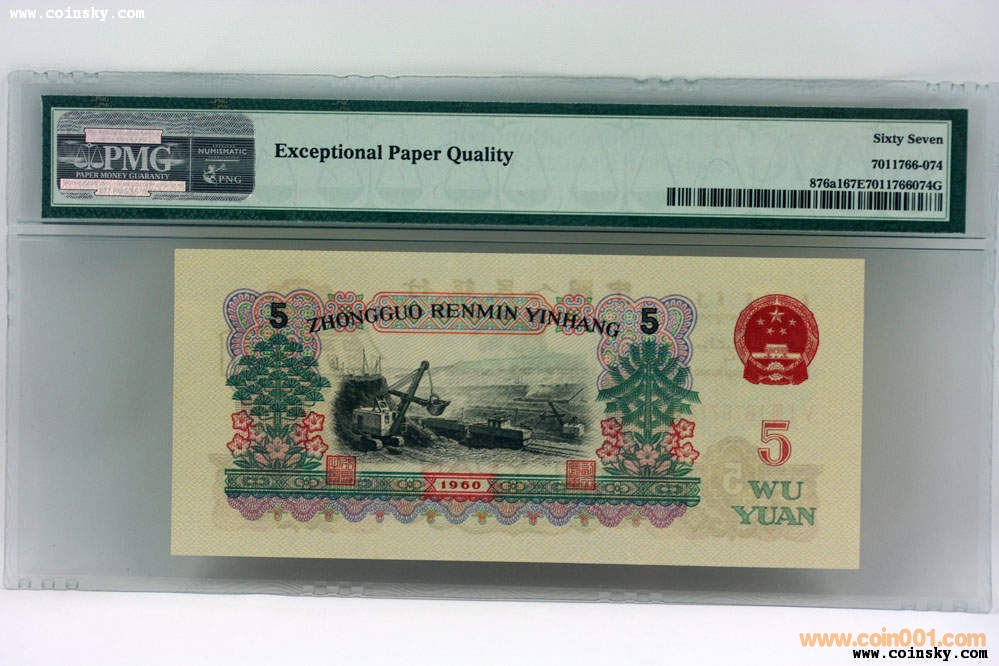 www.coinsky.com
PMG
PAPER MONEY GUARANTY
NUMISMATIC
PNG
Exceptional Paper Quality
Sixty Seven
7011766-074
876a167E7011766074G
5 ZHONGGUO RENMIN YINHANG 5
5
1960
WU
YUAN
www.coin001.com
www.coinsky.com